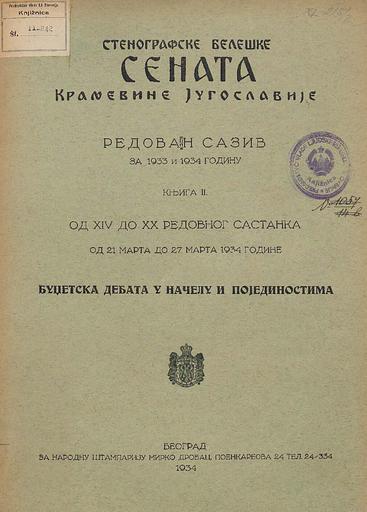 Knjižnica
Št.
СТЕНОГРАФСКЕ БЕЛЕШКЕ
СЕНАТА
КРАЉЕВИНЕ ЈУГОСЛАВИЈЕ
РЕДОВАН САЗИВ
ЗА 1933 И 1934 ГОДИНУ
КЊИГА II.
ОД XIV ДО XX РЕДОВНОГ САСТАНКА
ОД 21 МАРТА ДО 27 МАРТА 1934 ГОДИНЕ
БУЏЕТСКА ДЕБАТА У НАЧЕЛУ И ПОЈЕДИНОСТИМА
БЕОГРАД
ЗА НАРОДНУ ШТАМПАРИЈУ МИРКО ДРОБАЦ, ПОЕНКАРЕОВА 24 ТЕЛ. 24-334
1934